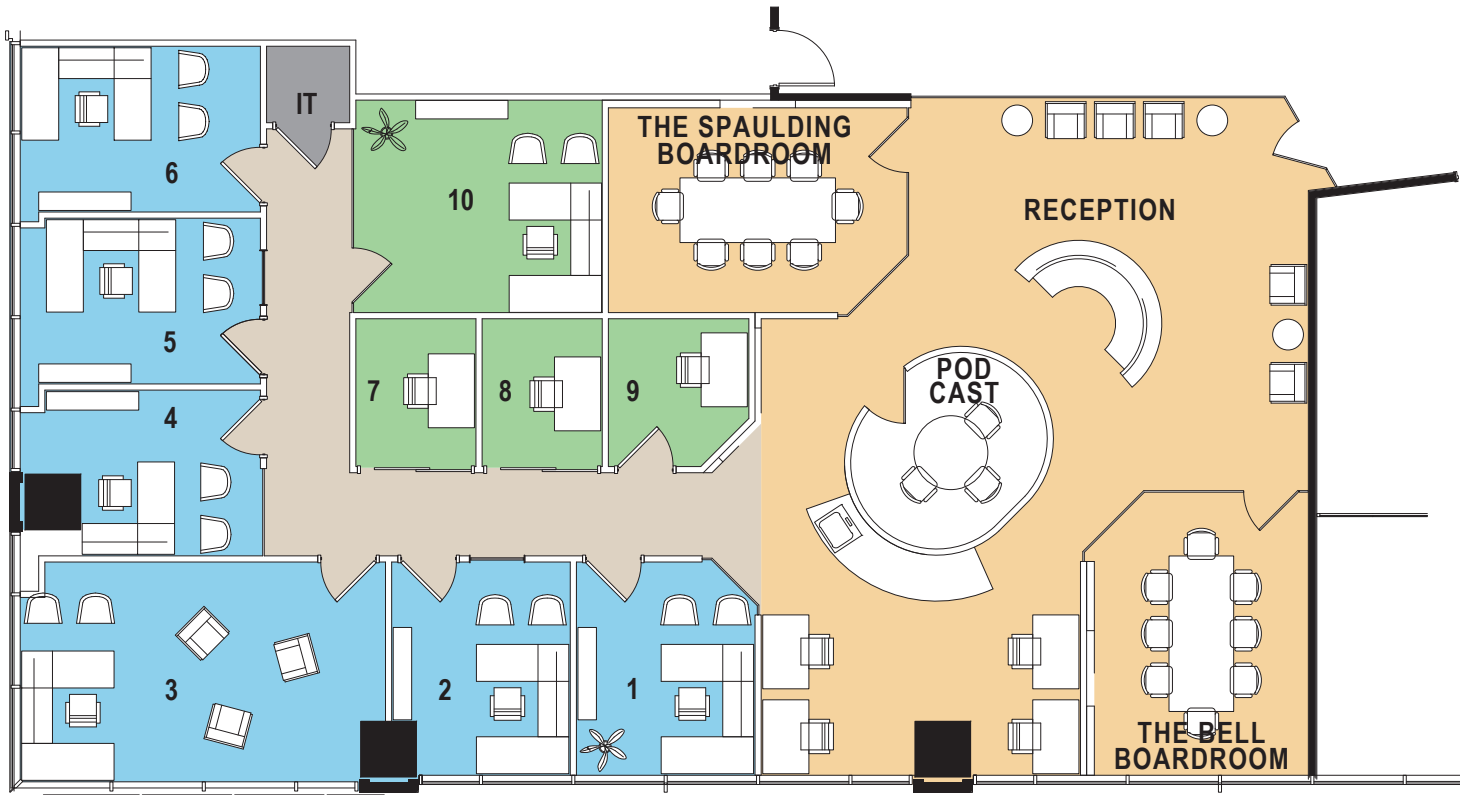 IT
THE SPAULDING
BOARDROOM
6
10
RECEPTION
5
POD
CAST
7
8
9
4
3
2
1
THE BELL
BOARDROOM